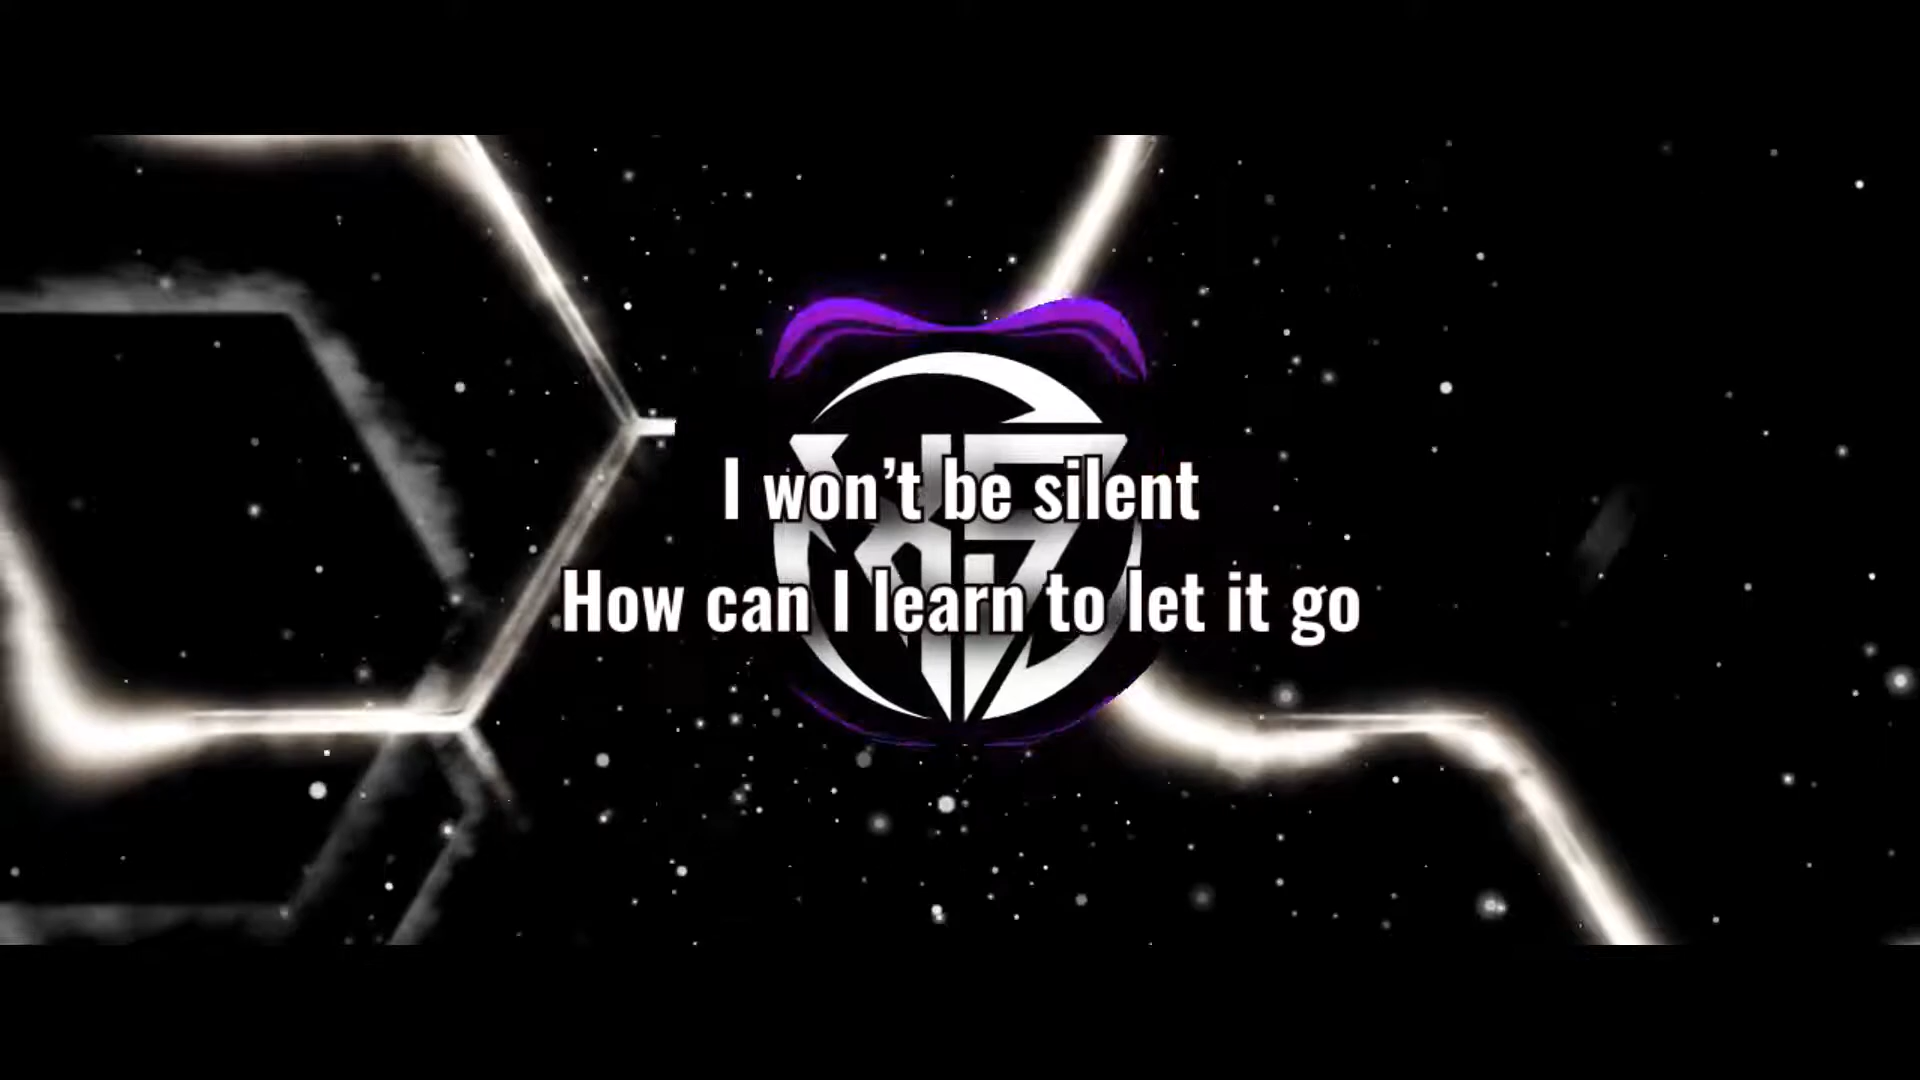 I won’t be silent
How can I learn to let it go